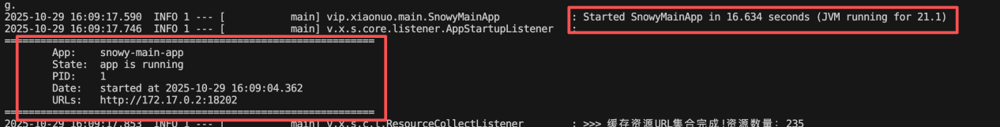 g.
2025-10-29 16:09:17.590  INFO 1 --- [           main] vip.xiaonuo.main.SnowyMainApp            : Started SnowyMainApp in 16.634 seconds (JVM running for 21.1)
2025-10-29 16:09:17.746  INFO 1 --- [           main] v.x.s.core.listener.AppStartupListener   :
==============================================================
App:    snowy-main-app
State:  app is running
PID:    1
Date:   started at 2025-10-29 16:09:04.362
URLs:   http://172.17.0.2:18202
==============================================================
2025-10-29 16:09:17.853  INFO 1 --- [           main] v.x.s.c.l.ResourceCollectListener        : >>> 缓存资源URL集合完成!资源数量: 235